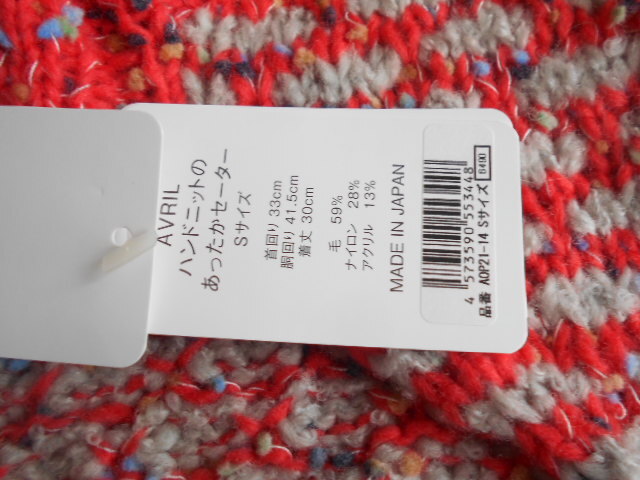 AVRIL
ハンドニットの
あったかセーター
Sサイズ
首回り 33cm
胴回り 41.5cm
着丈 30cm
毛 59%
ナイロン 28%
アクリル 13%
MADE IN JAPAN
4 573590 553448
品番 AOP21-14 Sサイズ 6490